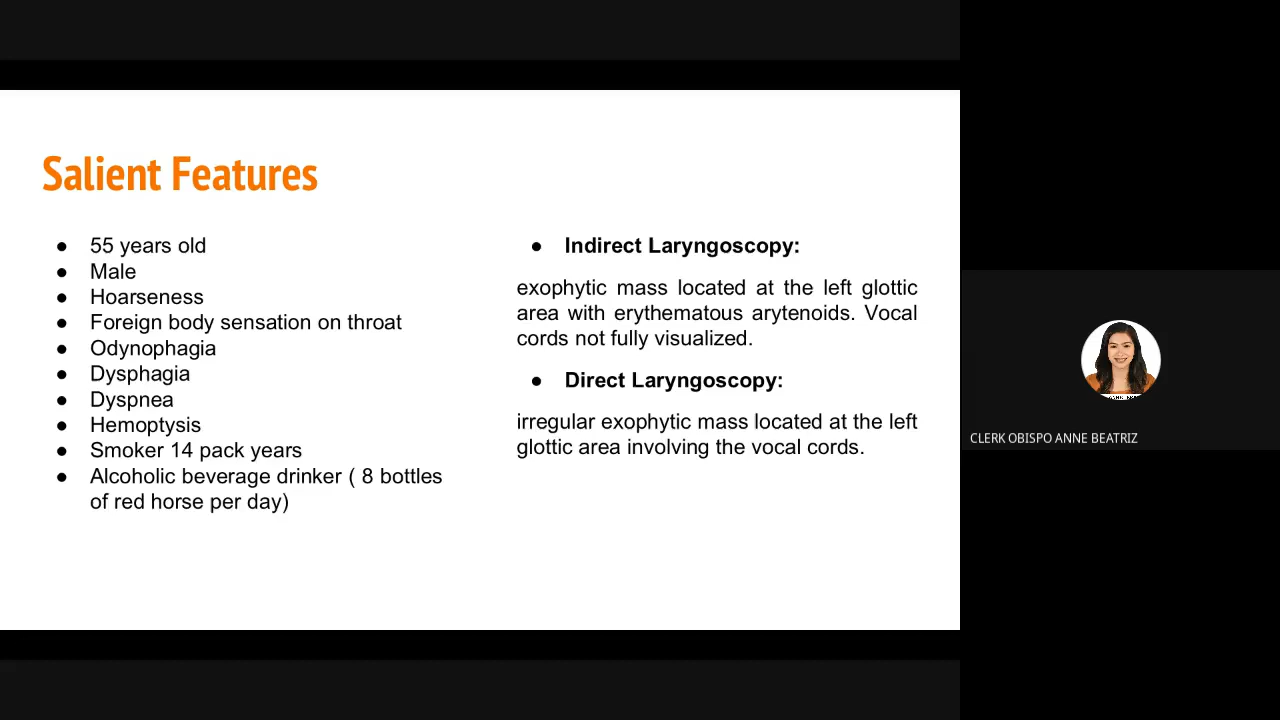 Salient Features
● 55 years old
● Male
● Hoarseness
● Foreign body sensation on throat
● Odynophagia
● Dysphagia
● Dyspnea
● Hemoptysis
● Smoker 14 pack years
● Alcoholic beverage drinker ( 8 bottles
of red horse per day)
● Indirect Laryngoscopy:
exophytic mass located at the left glottic
area with erythematous arytenoids. Vocal
cords not fully visualized.
● Direct Laryngoscopy:
irregular exophytic mass located at the left
glottic area involving the vocal cords.
CLERK OBISPO ANNE BEATRIZ